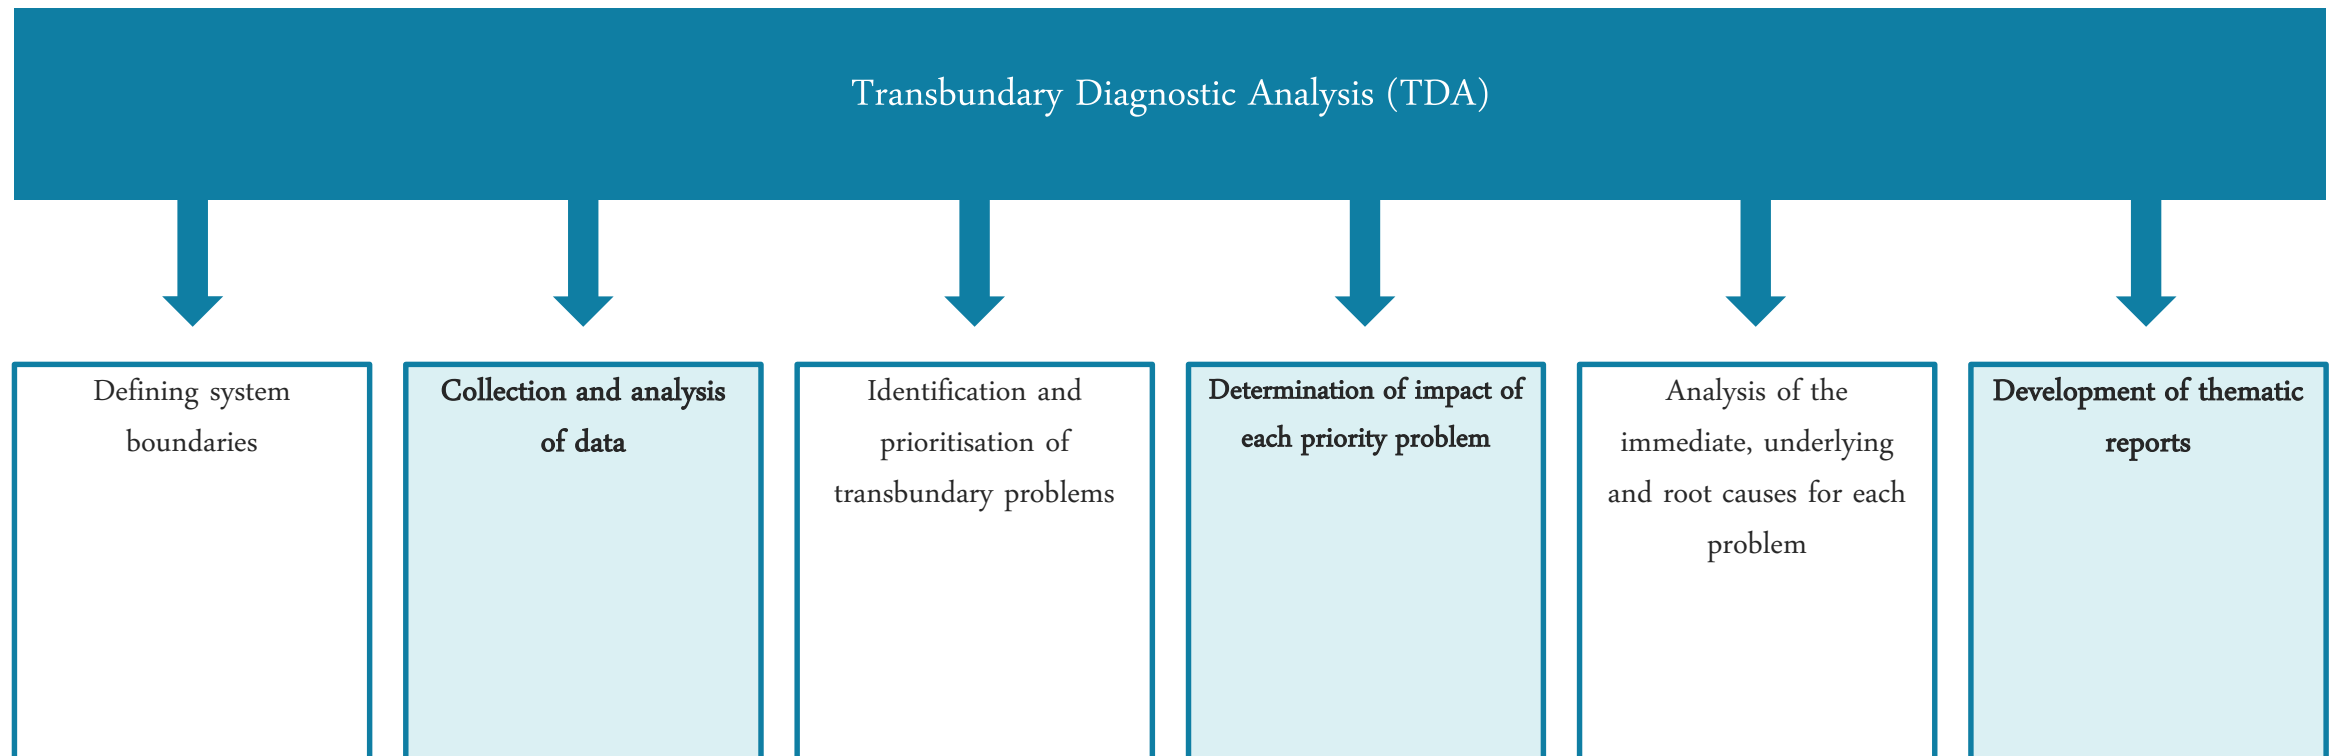 Transbundary Diagnostic Analysis (TDA)
Defining system
boundaries
Collection and analysis
of data
Identification and
prioritisation of
transbundary problems
Determination of impact of
each priority problem
Analysis of the
immediate, underlying
and root causes for each
problem
Development of thematic
reports